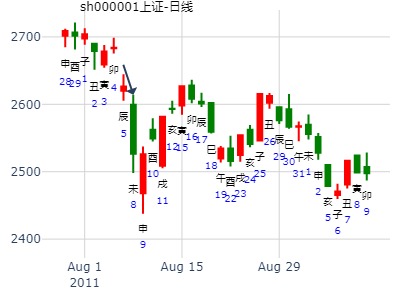 sh000001上证-日线
2700
2600
2500
2400
申
28
酉
29
子
1
丑
2
寅
3
卯
4
辰
5
未
8
申
9
酉
10
戌
11
亥
12
寅
15
卯
16
辰
17
巳
18
午
19
酉
22
戌
23
亥
24
子
25
丑
26
辰
29
巳
30
午
31
未
1
申
2
亥
5
子
6
丑
7
寅
8
卯
9
Aug 1
2011
Aug 15
Aug 29